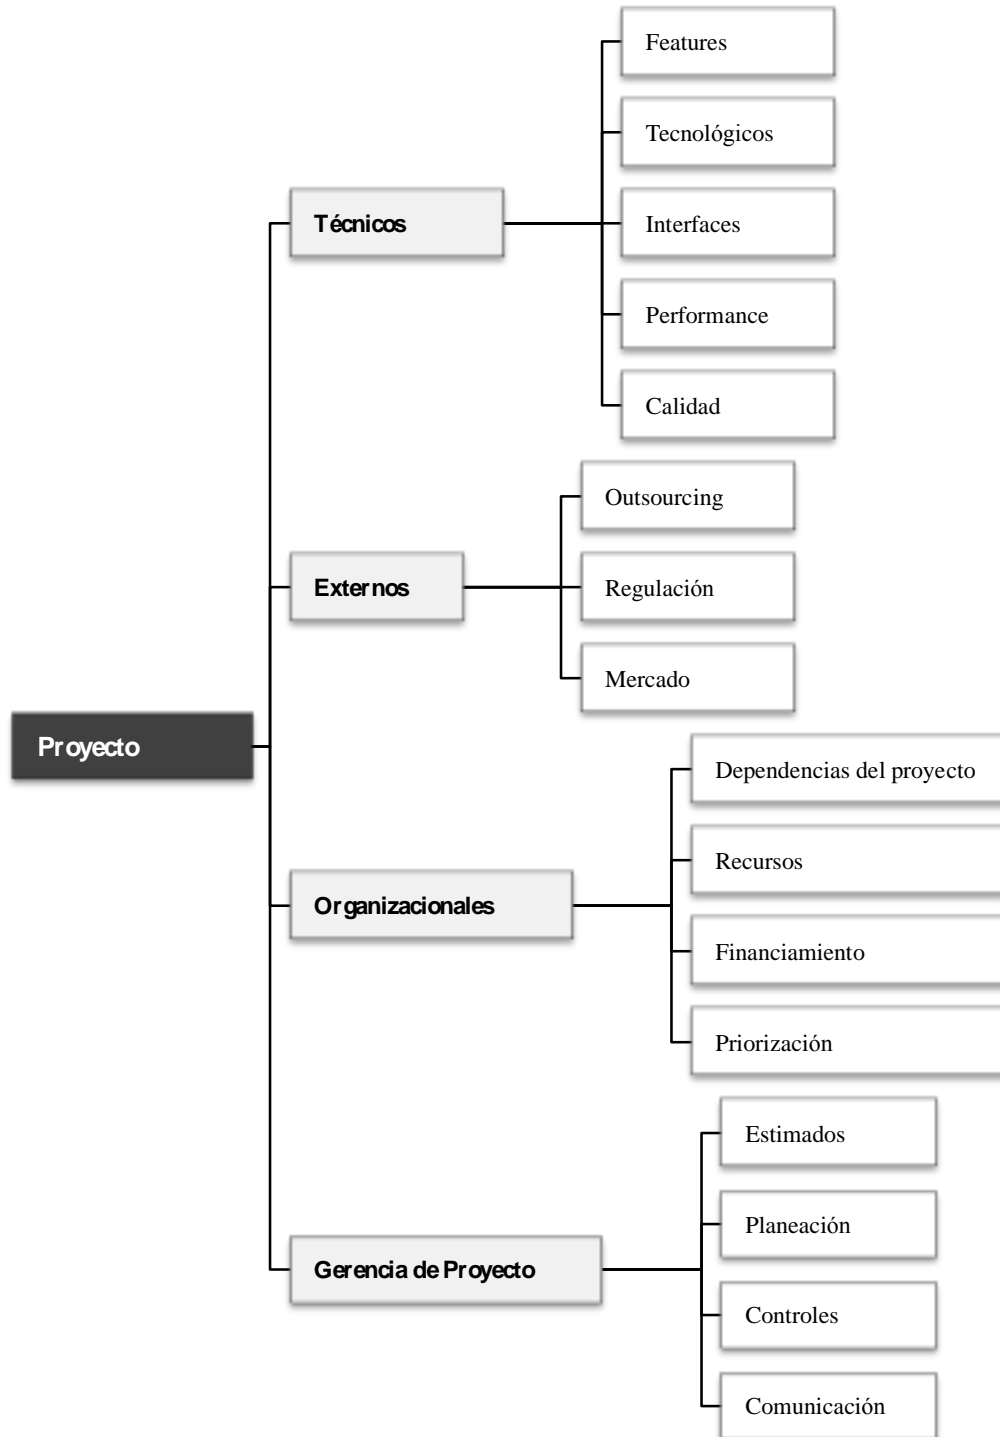 Features
Tecnológicos
Técnicos
Interfaces
Performance
Calidad
Outsourcing
Externos
Regulación
Mercado
Proyecto
Dependencias del proyecto
Recursos
Organizacionales
Financiamiento
Priorización
Estimados
Planeación
Gerencia de Proyecto
Controles
Comunicación